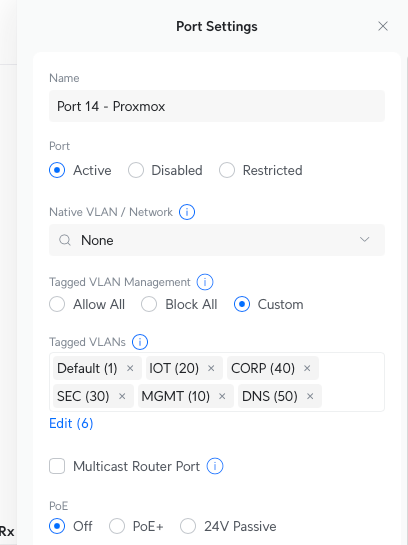 Port Settings
Name
Port 14 - Proxmox
Port
Active Disabled Restricted
Native VLAN / Network
None
Tagged VLAN Management
Allow All Block All Custom
Tagged VLANs
Default (1) × IOT (20) × CORP (40) ×
SEC (30) × MGMT (10) × DNS (50) ×
Edit (6)
Multicast Router Port
PoE
Rx
Off PoE+ 24V Passive